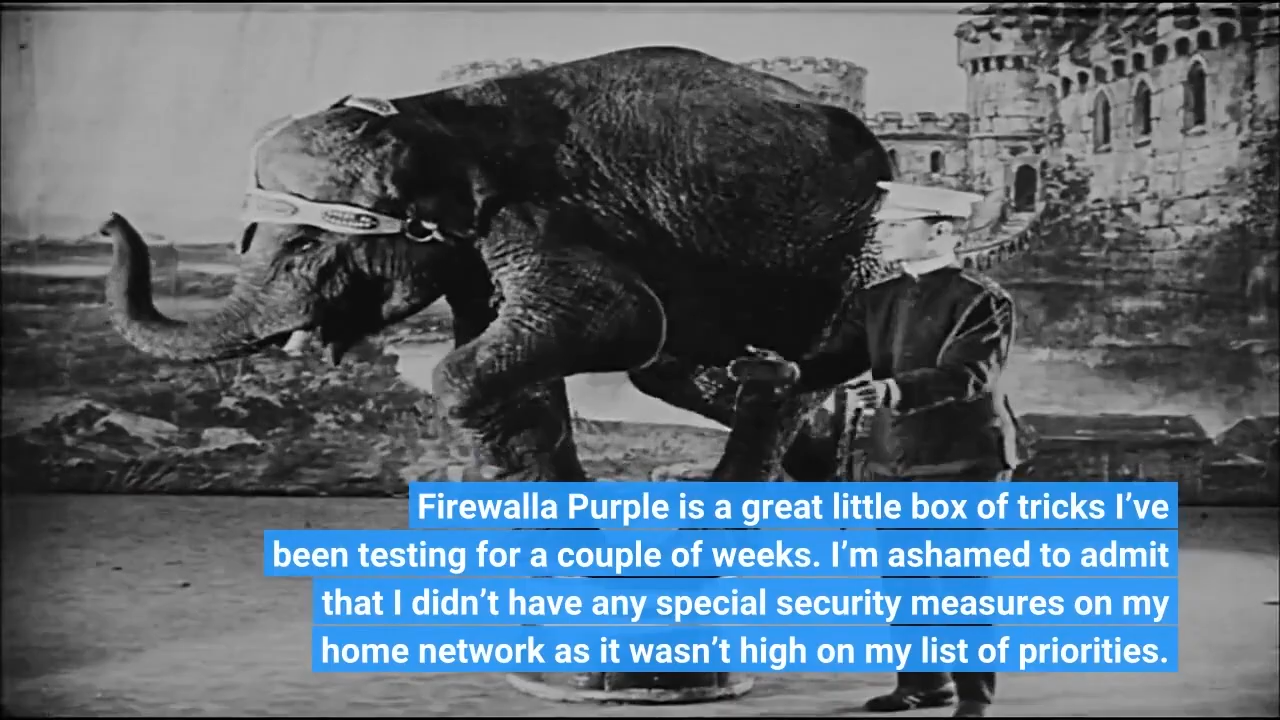 Firewalla Purple is a great little box of tricks I’ve
been testing for a couple of weeks. I’m ashamed to admit
that I didn’t have any special security measures on my
home network as it wasn’t high on my list of priorities.